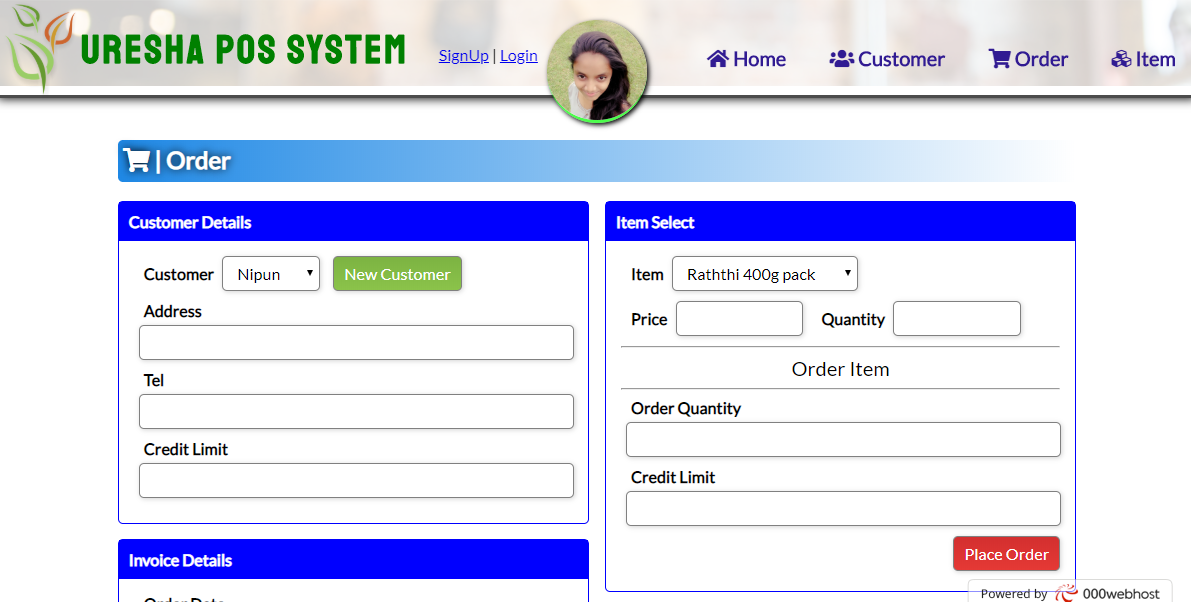 URESHA POS SYSTEM
SignUp | Login
Home
Customer
Order
Item
| Order
Customer Details
Customer Nipun New Customer
Address
Tel
Credit Limit
Invoice Details
Order Date
Item Select
Item Raththi 400g pack
Price Quantity
Order Item
Order Quantity
Credit Limit
Place Order
Powered by 000webhost